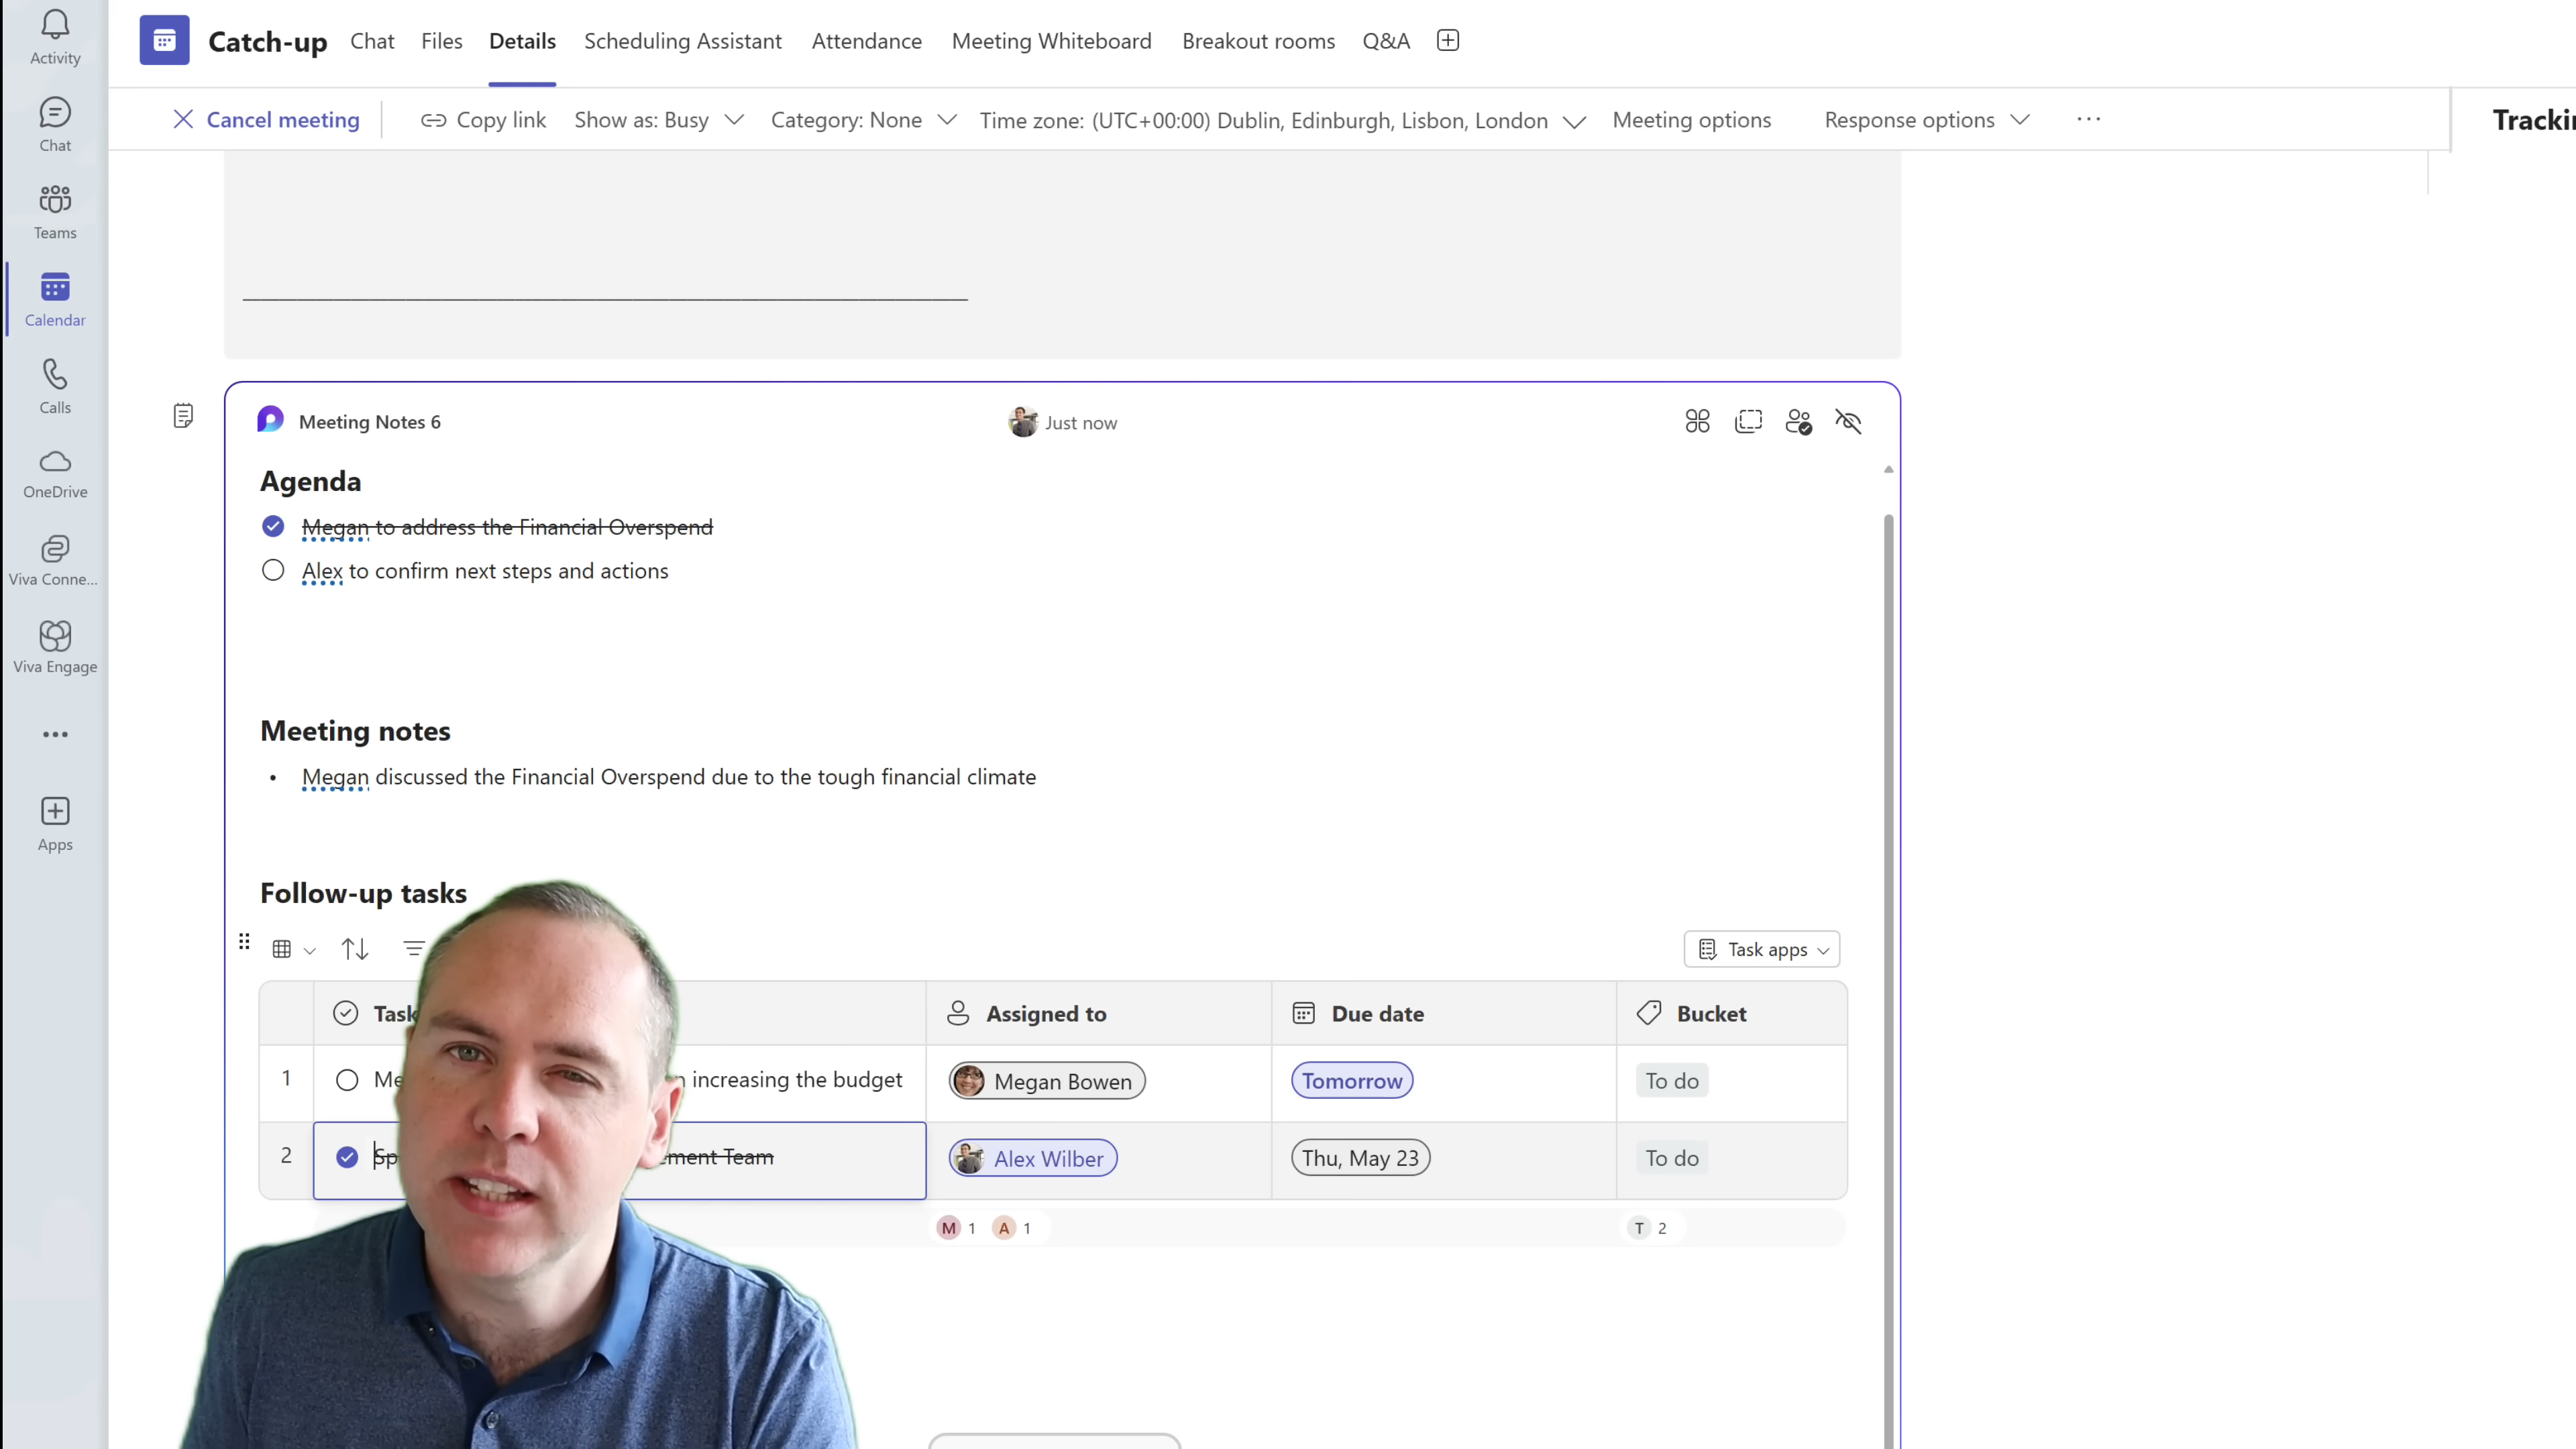 Activity
Chat
Teams
Calendar
Calls
OneDrive
Viva Conne...
Viva Engage
Apps
Catch-up Chat Files Details Scheduling Assistant Attendance Meeting Whiteboard Breakout rooms Q&A
Cancel meeting Copy link Show as: Busy Category: None Time zone: (UTC+00:00) Dublin, Edinburgh, Lisbon, London Meeting options Response options ...
Meeting Notes 6 Just now
Agenda
Megan to address the Financial Overspend
Alex to confirm next steps and actions
Meeting notes
• Megan discussed the Financial Overspend due to the tough financial climate
Follow-up tasks
Task apps
Task Assigned to Due date Bucket
1 increasing the budget Megan Bowen Tomorrow To do
2 Team Alex Wilber Thu, May 23 To do
M 1 A 1 T 2